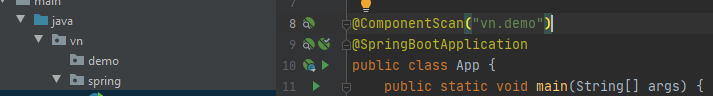 main
java
vn
demo
spring
7
8 @ComponentScan("vn.demo")
9 @SpringBootApplication
10 public class App {
11 public static void main(String[] args) {